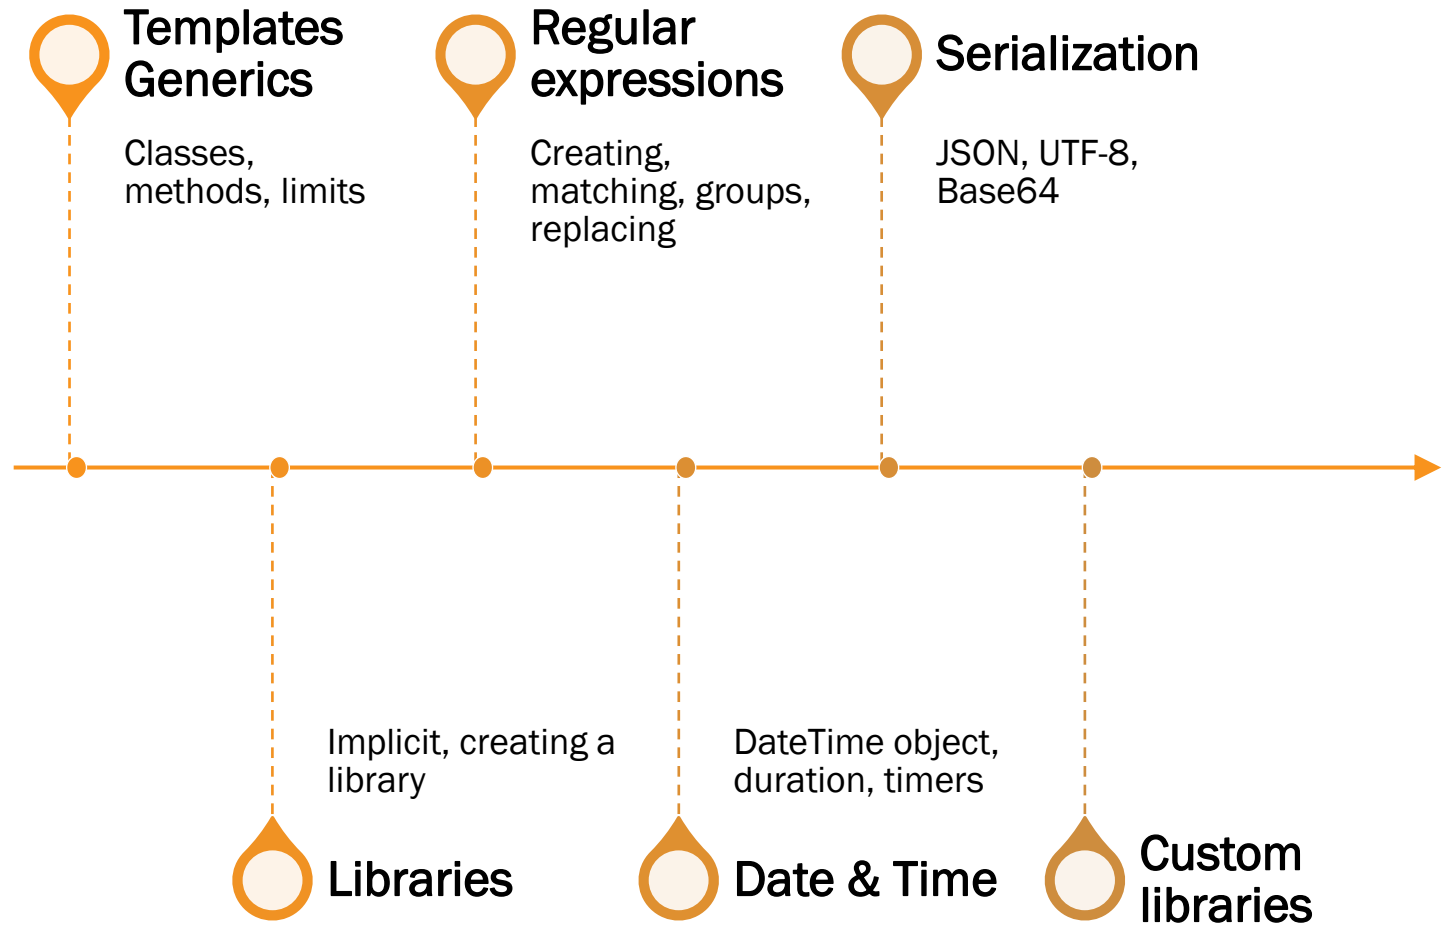 Templates
Generics
Classes,
methods, limits
Regular
expressions
Creating,
matching, groups,
replacing
Serialization
JSON, UTF-8,
Base64
Implicit, creating a
library
Libraries
DateTime object,
duration, timers
Date & Time
Custom
libraries